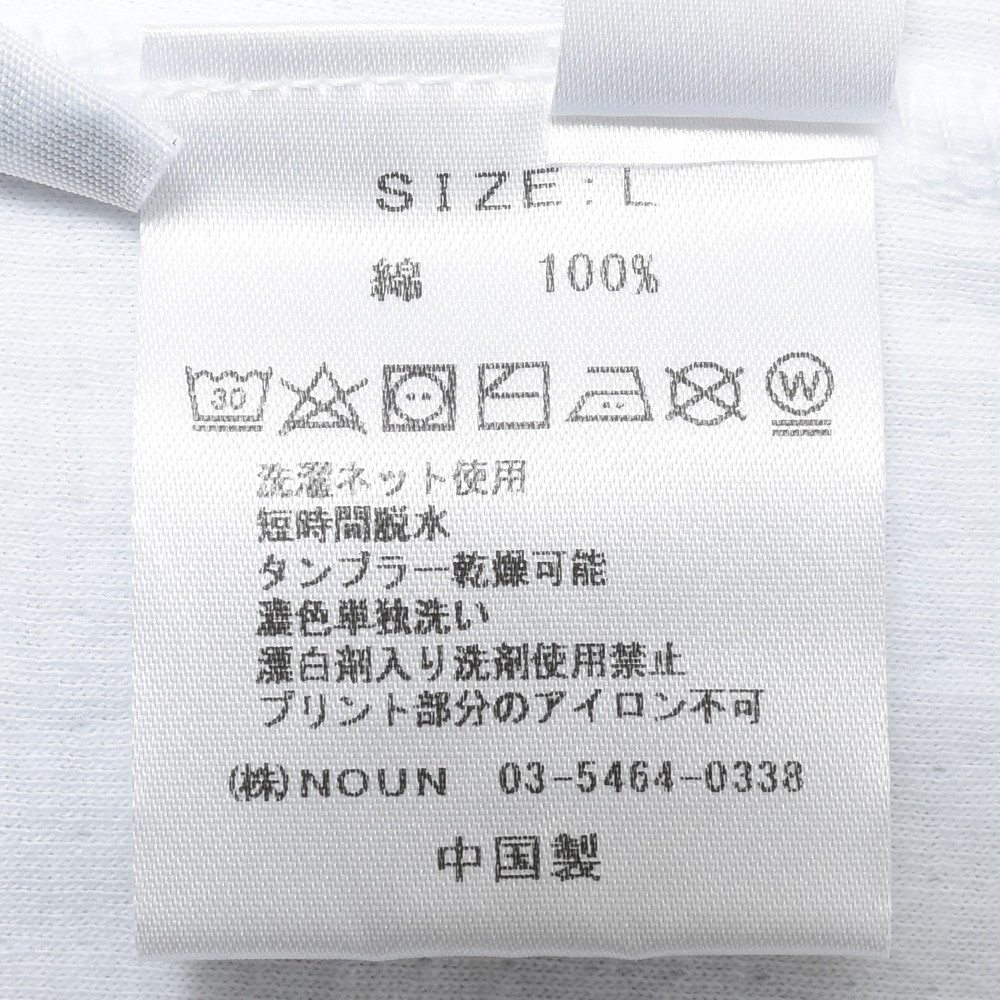 SIZE:L
綿 100%
30
W
洗濯ネット使用
短時間脱水
タンブラー乾燥可能
濃色単独洗い
漂白剤入り洗剤使用禁止
プリント部分のアイロン不可
(株)NOUN 03-5464-0338
中国製